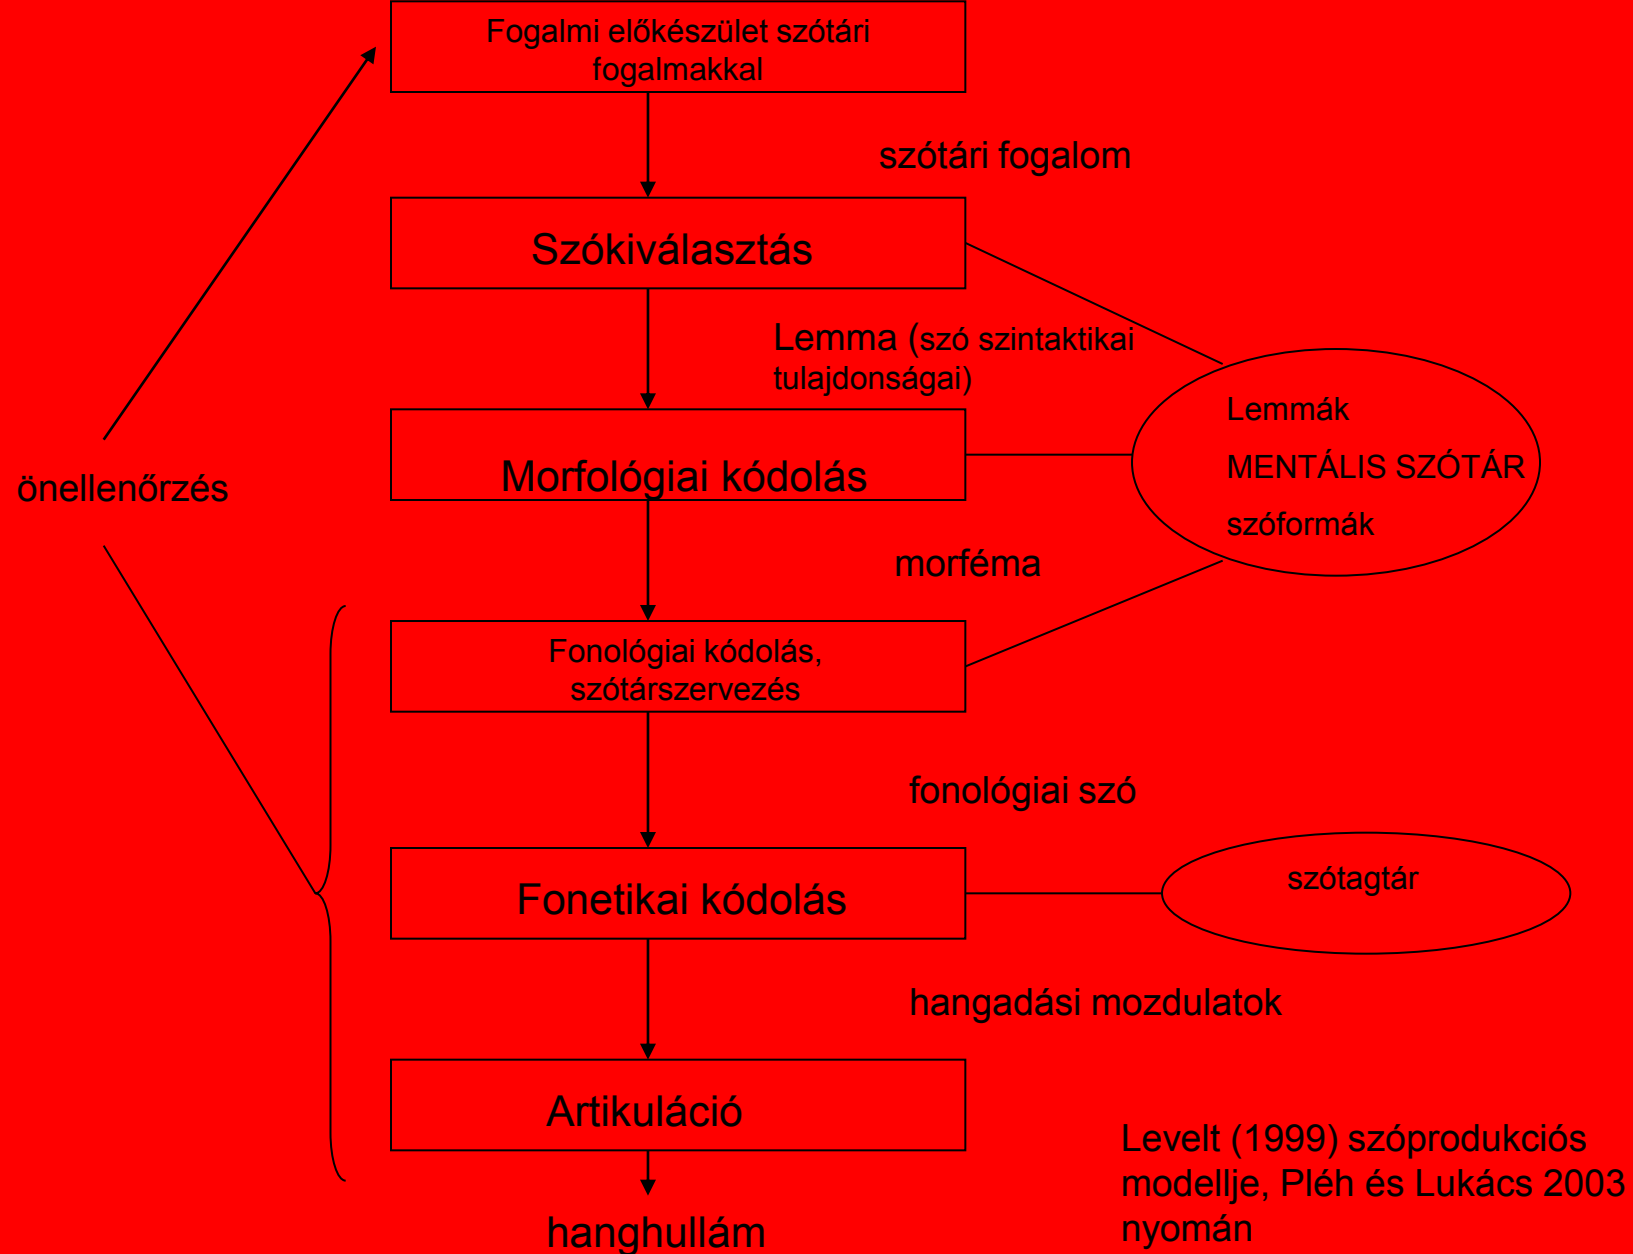 Fogalmi előkészület szótári
fogalmakkal
szótári fogalom
Szókiválasztás
Lemma (szó szintaktikai
tulajdonságai)
Lemmák
MENTÁLIS SZÓTÁR
szóformák
Morfológiai kódolás
önellenőrzés
morféma
Fonológiai kódolás,
szótárszervezés
fonológiai szó
Fonetikai kódolás
szótagtár
hangadási mozdulatok
Artikuláció
hanghullám
Levelt (1999) szóprodukciós
modellje, Pléh és Lukács 2003
nyomán